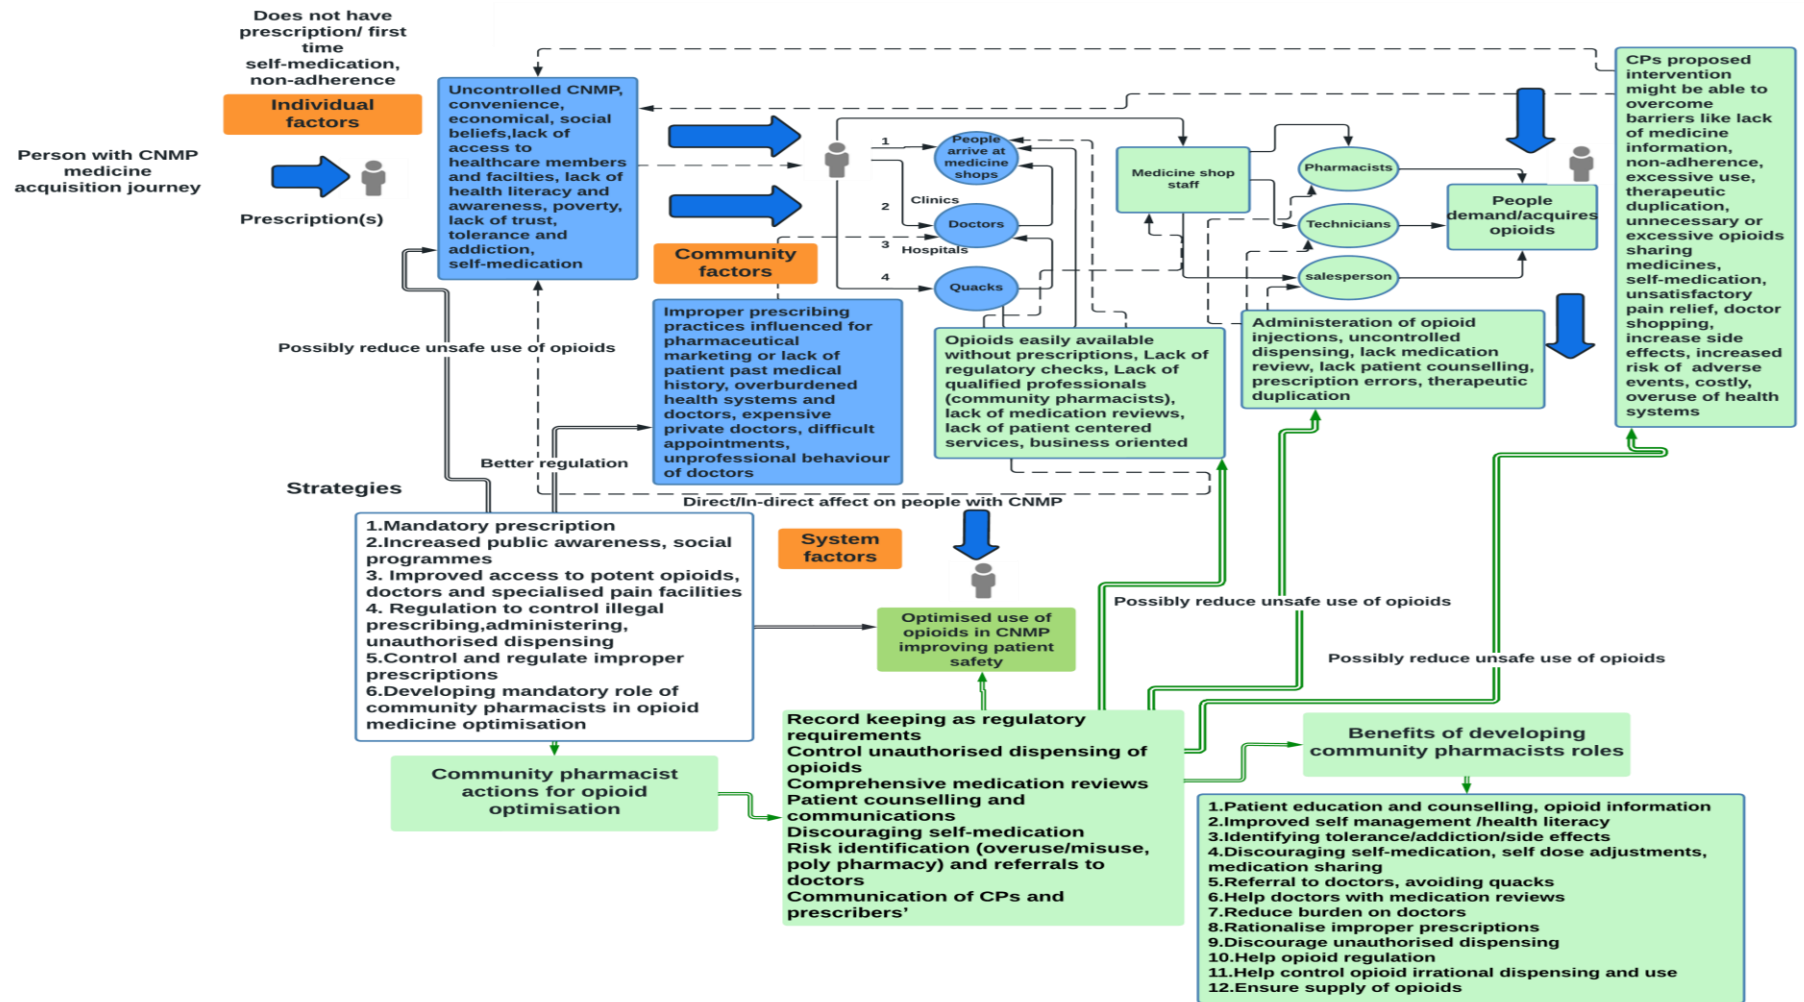 Does not have
prescription/ first
time
self-medication,
non-adherence
Individual
factors
Person with CNMP
medicine
acquisition journey
Prescription(s)
Uncontrolled CNMP,
convenience,
economical, social
beliefs,lack of
access to
healthcare members
and facilties, lack of
health literacy and
awareness, poverty,
lack of trust,
tolerance and
addiction,
self-medication
Community
factors
Improper prescribing
practices influenced for
pharmaceutical
marketing or lack of
patient past medical
history, overburdened
health systems and
doctors, expensive
private doctors, difficult
appointments,
unprofessional behaviour
of doctors
1
2
3
4
Clinics
Hospitals
People
arrive at
medicine
shops
Doctors
Quacks
Opioids easily available
without prescriptions, Lack of
regulatory checks, Lack of
qualified professionals
(community pharmacists),
lack of medication reviews,
lack of patient centered
services, business oriented
Medicine shop
staff
Pharmacists
Technicians
salesperson
People
demand/acquires
opioids
Administeration of opioid
injections, uncontrolled
dispensing, lack medication
review, lack patient counselling,
prescription errors, therapeutic
duplication
CPs proposed
intervention
might be able to
overcome
barriers like lack
of medicine
information,
non-adherence,
excessive use,
therapeutic
duplication,
unnecessary or
excessive opioids
sharing
medicines,
self-medication,
unsatisfactory
pain relief, doctor
shopping,
increase side
effects, increased
risk of adverse
events, costly,
overuse of health
systems
Possibly reduce unsafe use of opioids
Better regulation
Direct/In-direct affect on people with CNMP
Strategies
1.Mandatory prescription
2.Increased public awareness, social
programmes
3. Improved access to potent opioids,
doctors and specialised pain facilities
4. Regulation to control illegal
prescribing,administering,
unauthorised dispensing
5.Control and regulate improper
prescriptions
6.Developing mandatory role of
community pharmacists in opioid
medicine optimisation
System
factors
Optimised use of
opioids in CNMP
improving patient
safety
Possibly reduce unsafe use of opioids
Possibly reduce unsafe use of opioids
Community pharmacist
actions for opioid
optimisation
Record keeping as regulatory
requirements
Control unauthorised dispensing of
opioids
Comprehensive medication reviews
Patient counselling and
communications
Discouraging self-medication
Risk identification (overuse/misuse,
poly pharmacy) and referrals to
doctors
Communication of CPs and
prescribers’
Benefits of developing
community pharmacists roles
1.Patient education and counselling, opioid information
2.Improved self management /health literacy
3.Identifying tolerance/addiction/side effects
4.Discouraging self-medication, self dose adjustments,
medication sharing
5.Referral to doctors, avoiding quacks
6.Help doctors with medication reviews
7.Reduce burden on doctors
8.Rationalise improper prescriptions
9.Discourage unauthorised dispensing
10.Help opioid regulation
11.Help control opioid irrational dispensing and use
12.Ensure supply of opioids